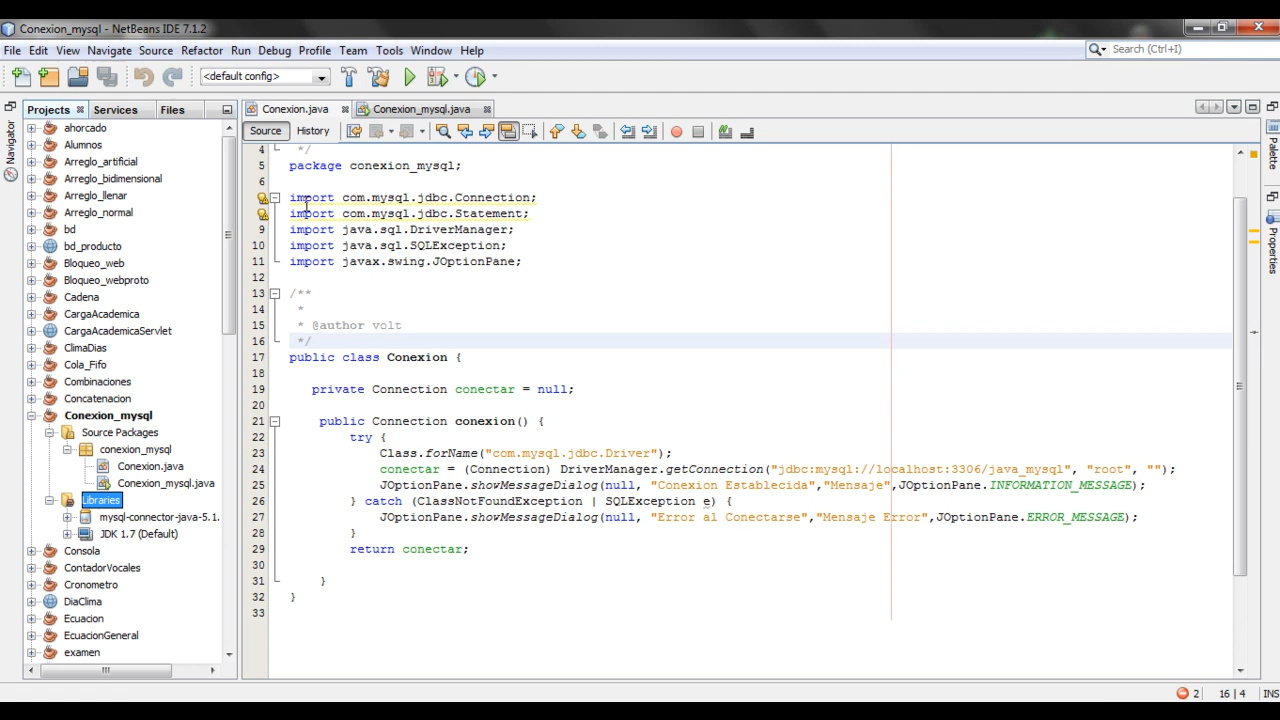 Conexion_mysql - NetBeans IDE 7.1.2
File Edit View Navigate Source Refactor Run Debug Profile Team Tools Window Help
Search (Ctrl+I)
<default config>
Projects Services Files
Conexion.java Conexion_mysql.java
Source History
Navigator
ahorcado
Alumnos
Arreglo_artificial
Arreglo_bidimensional
Arreglo_llenar
Arreglo_normal
bd
bd_producto
Bloqueo_web
Bloqueo_webproto
Cadena
CargaAcademica
CargaAcademicaServlet
ClimaDias
Cola_Fifo
Combinaciones
Concatenacion
Conexion_mysql
Source Packages
conexion_mysql
Conexion.java
Conexion_mysql.java
Libraries
mysql-connector-java-5.1.
JDK 1.7 (Default)
Consola
ContadorVocales
Cronometro
DiaClima
Ecuacion
EcuacionGeneral
examen
4 */
5 package conexion_mysql;
6
import com.mysql.jdbc.Connection;
import com.mysql.jdbc.Statement;
9 import java.sql.DriverManager;
10 import java.sql.SQLException;
11 import javax.swing.JOptionPane;
12
13 /**
14 *
15 * @author volt
16 */
17 public class Conexion {
18
19 private Connection conectar = null;
20
21 public Connection conexion() {
22 try {
23 Class.forName("com.mysql.jdbc.Driver");
24 conectar = (Connection) DriverManager.getConnection("jdbc:mysql://localhost:3306/java_mysql", "root", "");
25 JOptionPane.showMessageDialog(null, "Conexion Establecida","Mensaje",JOptionPane.INFORMATION_MESSAGE);
26 } catch (ClassNotFoundException | SQLException e) {
27 JOptionPane.showMessageDialog(null, "Error al Conectarse","Mensaje Error",JOptionPane.ERROR_MESSAGE);
28 }
29 return conectar;
30
31 }
32 }
33
Palette
Properties
2 16 | 4 INS